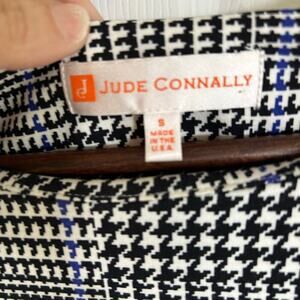 J JUDE CONNALLY
S
MADE
IN THE
U.S.A.